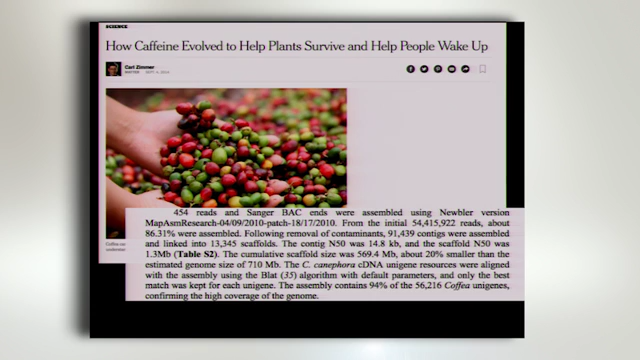 SCIENCE
How Caffeine Evolved to Help Plants Survive and Help People Wake Up
Carl Zimmer
454 reads and Sanger BAC ends were assembled using Newbler version
MapAsmResearch-04/09/2010-patch-18/17/2010. From the initial 54,415,922 reads, about
86.31% were assembled. Following removal of contaminants, 91,439 contigs were assembled
and linked into 13,345 scaffolds. The contig N50 was 14.8 kb, and the scaffold N50 was
1.3Mb (Table S2). The cumulative scaffold size was 569.4 Mb, about 20% smaller than the
estimated genome size of 710 Mb. The C. canephora cDNA unigene resources were aligned
with the assembly using the Blat (35) algorithm with default parameters, and only the best
match was kept for each unigene. The assembly contains 94% of the 56,216 Coffea unigenes,
confirming the high coverage of the genome.